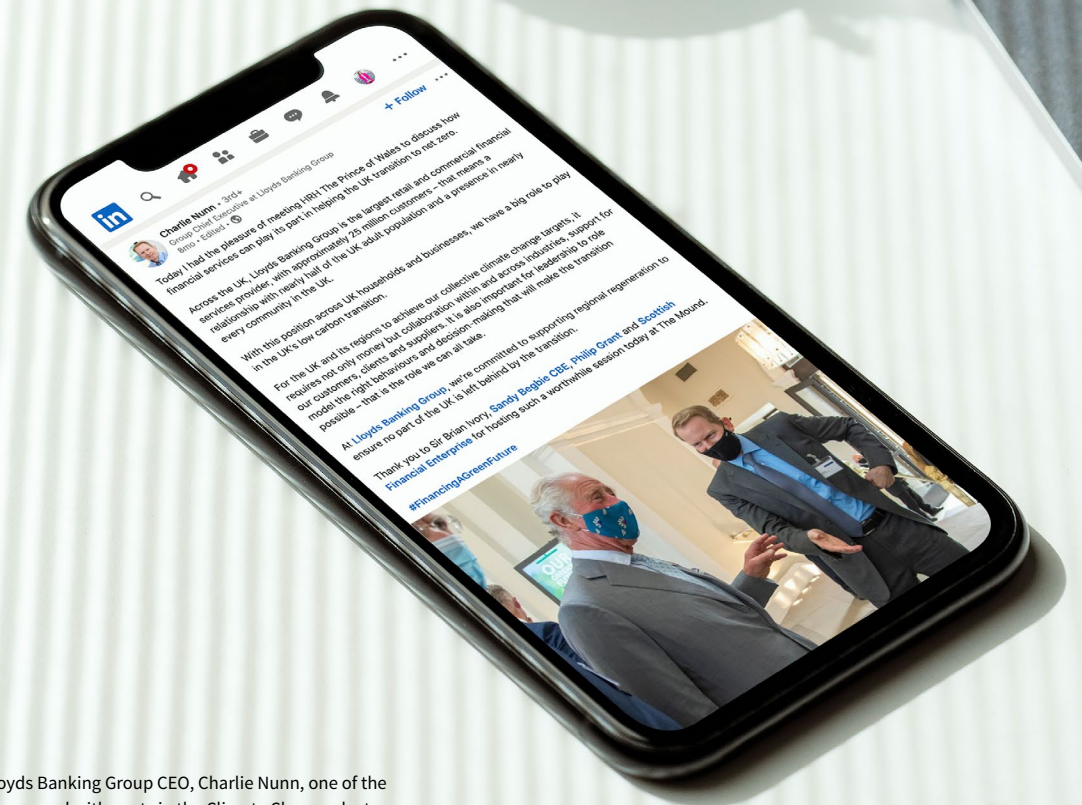 in
Charlie Nunn • 3rd+
Group Chief Executive at Lloyds Banking Group
8mo • Edited •
+ Follow
Today I had the pleasure of meeting HRH The Prince of Wales to discuss how
financial services can play its part in helping the UK transition to net zero.
Across the UK, Lloyds Banking Group is the largest retail and commercial financial
services provider, with approximately 25 million customers – that means a
relationship with nearly half of the UK adult population and a presence in nearly
every community in the UK.
With this position across UK households and businesses, we have a big role to play
in the UK's low carbon transition.
For the UK and its regions to achieve our collective climate change targets, it
requires not only money but collaboration within and across industries, support for
our customers, clients and suppliers. It is also important for leadership to role
model the right behaviours and decision-making that will make the transition
possible – that is the role we can all take.
At Lloyds Banking Group, we're committed to supporting regional regeneration to
ensure no part of the UK is left behind by the transition.
Thank you to Sir Brian Ivory, Sandy Begbie CBE, Philip Grant and Scottish
Financial Enterprise for hosting such a worthwhile session today at The Mound.
#FinancingAGreenFuture
OUR
oyds Banking Group CEO, Charlie Nunn, one of the